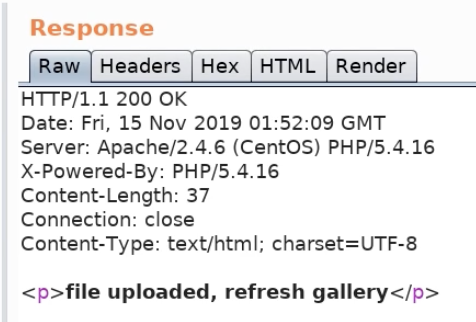 Response
Raw Headers Hex HTML Render
HTTP/1.1 200 OK
Date: Fri, 15 Nov 2019 01:52:09 GMT
Server: Apache/2.4.6 (CentOS) PHP/5.4.16
X-Powered-By: PHP/5.4.16
Content-Length: 37
Connection: close
Content-Type: text/html; charset=UTF-8
<p>file uploaded, refresh gallery</p>